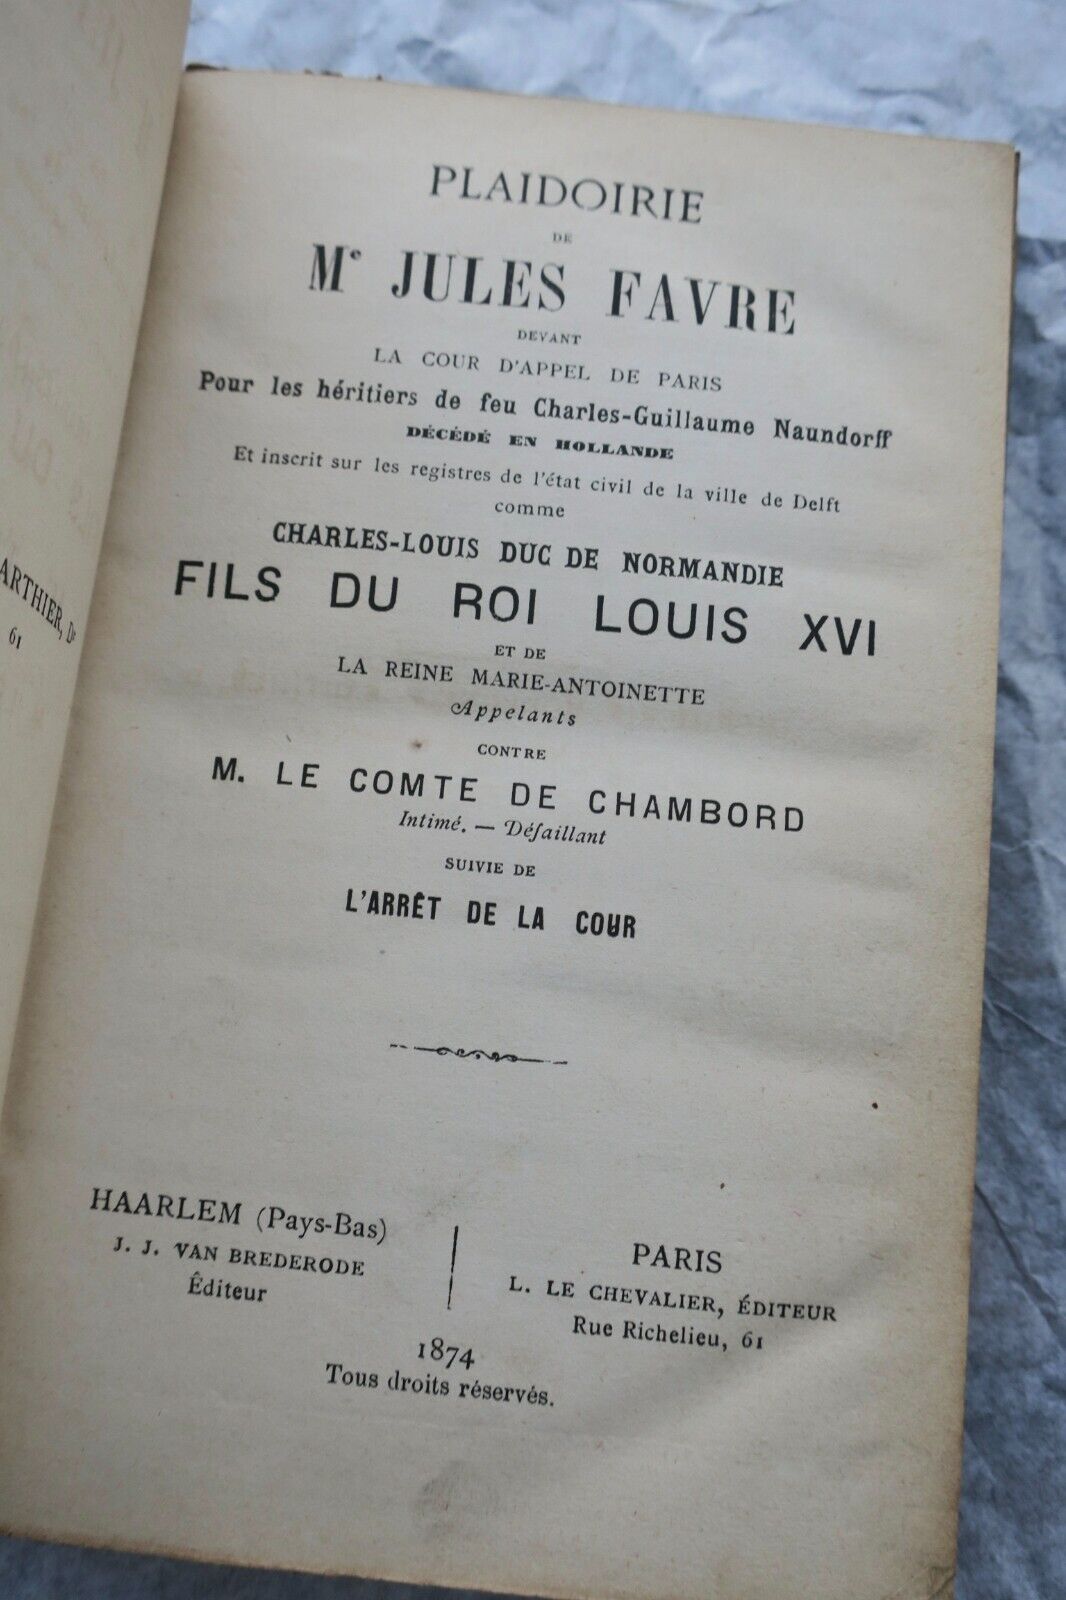 ARTHIER, De
61
PLAIDOIRIE
DE
Me JULES FAVRE
DEVANT
LA COUR D'APPEL DE PARIS
Pour les héritiers de feu Charles-Guillaume Naundorff
DÉCÉDÉ EN HOLLANDE
Et inscrit sur les registres de l'état civil de la ville de Delft
comme
CHARLES-LOUIS DUC DE NORMANDIE
FILS DU ROI LOUIS XVI
ET DE
LA REINE MARIE-ANTOINETTE
Appelants
CONTRE
M. LE COMTE DE CHAMBORD
Intimé. — Défaillant
SUIVIE DE
L'ARRÊT DE LA COUR
HAARLEM (Pays-Bas)
J. J. VAN BREDERODE
Éditeur
PARIS
L. LE CHEVALIER, ÉDITEUR
Rue Richelieu, 61
1874
Tous droits réservés.